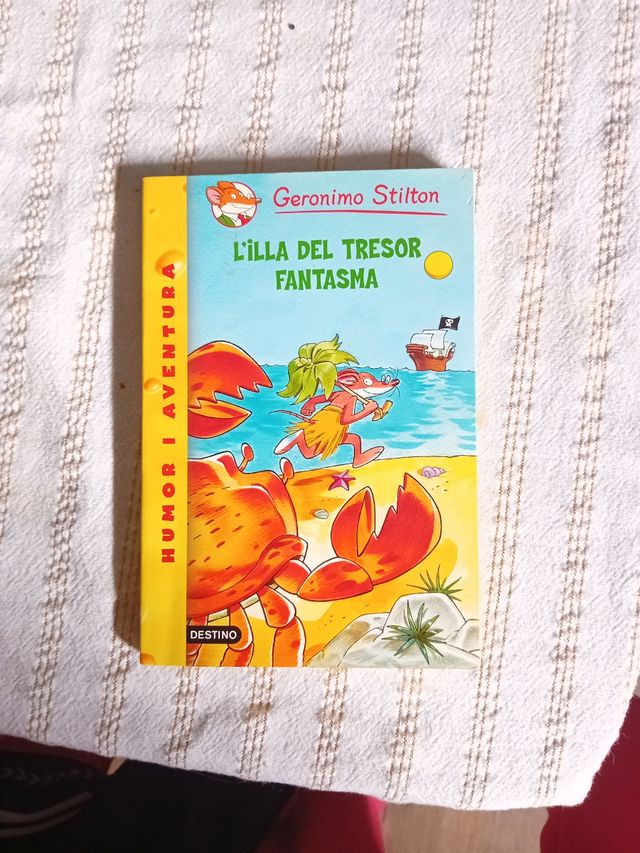 Geronimo Stilton
L'ILLA DEL TRESOR
FANTASMA
HUMOR I AVENTURA
DESTINO